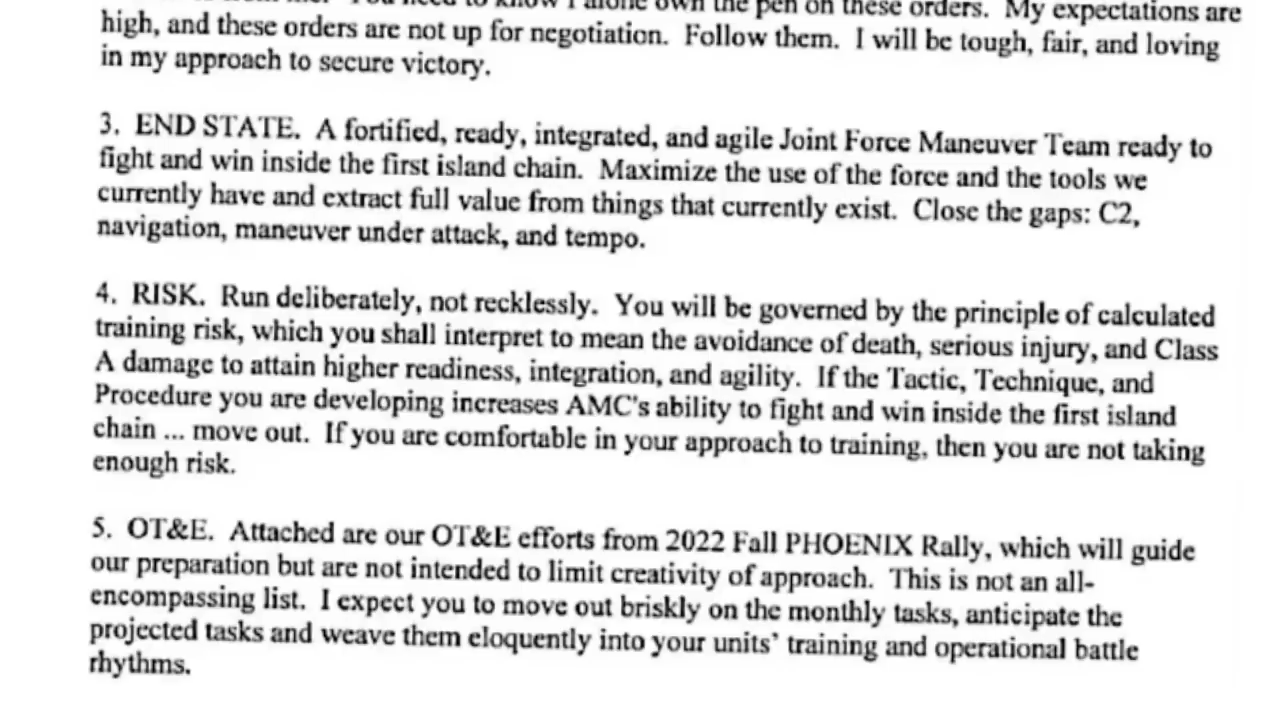 know I alone own the pen on these orders. My expectations are
high, and these orders are not up for negotiation. Follow them. I will be tough, fair, and loving
in my approach to secure victory.
3. END STATE. A fortified, ready, integrated, and agile Joint Force Maneuver Team ready to
fight and win inside the first island chain. Maximize the use of the force and the tools we
currently have and extract full value from things that currently exist. Close the gaps: C2,
navigation, maneuver under attack, and tempo.
4. RISK. Run deliberately, not recklessly. You will be governed by the principle of calculated
training risk, which you shall interpret to mean the avoidance of death, serious injury, and Class
A damage to attain higher readiness, integration, and agility. If the Tactic, Technique, and
Procedure you are developing increases AMC's ability to fight and win inside the first island
chain ... move out. If you are comfortable in your approach to training, then you are not taking
enough risk.
5. OT&E. Attached are our OT&E efforts from 2022 Fall PHOENIX Rally, which will guide
our preparation but are not intended to limit creativity of approach. This is not an all-
encompassing list. I expect you to move out briskly on the monthly tasks, anticipate the
projected tasks and weave them eloquently into your units' training and operational battle
rhythms.